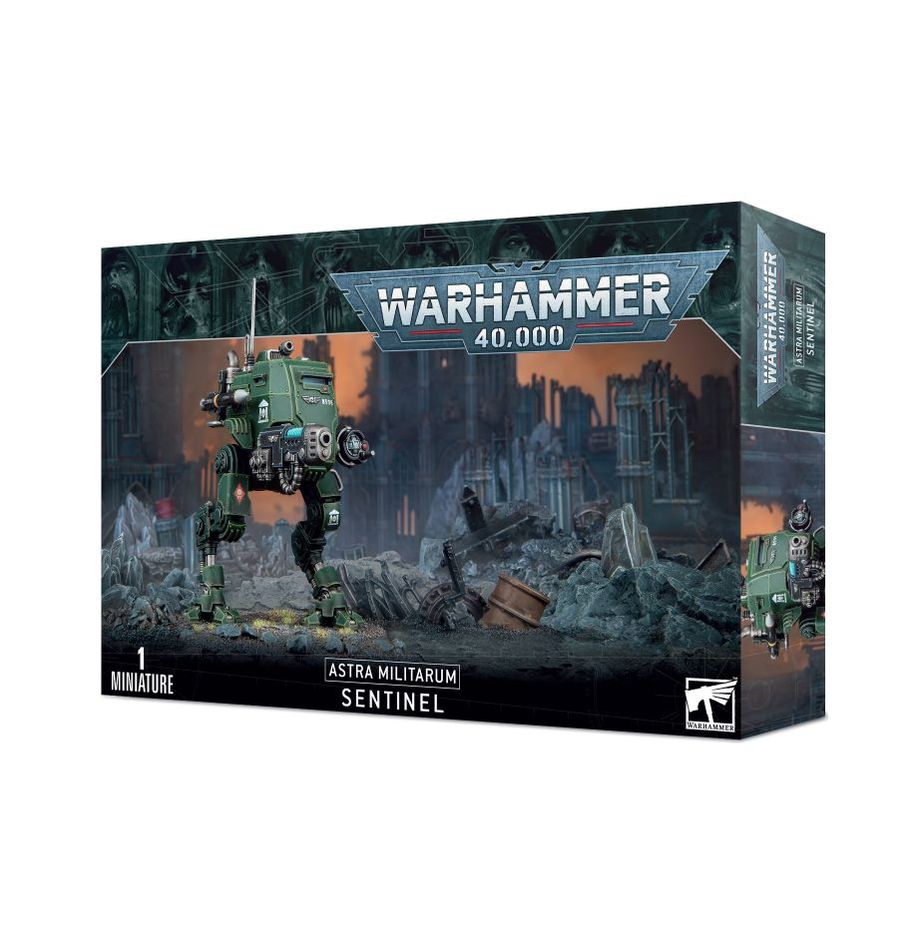 WARHAMMER
40,000
1
MINIATURE
ASTRA MILITARUM
SENTINEL
WARHAMMER
WARHAMMER
40,000
ASTRA MILITARUM
SENTINEL